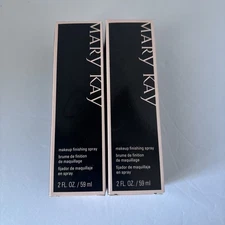 MARY KAY
makeup finishing spray
brume de finition
de maquillage
fijador de maquillaje
en spray
2 FL. OZ. / 59 ml
MARY KAY
makeup finishing spray
brume de finition
de maquillage
fijador de maquillaje
en spray
2 FL. OZ. / 59 ml